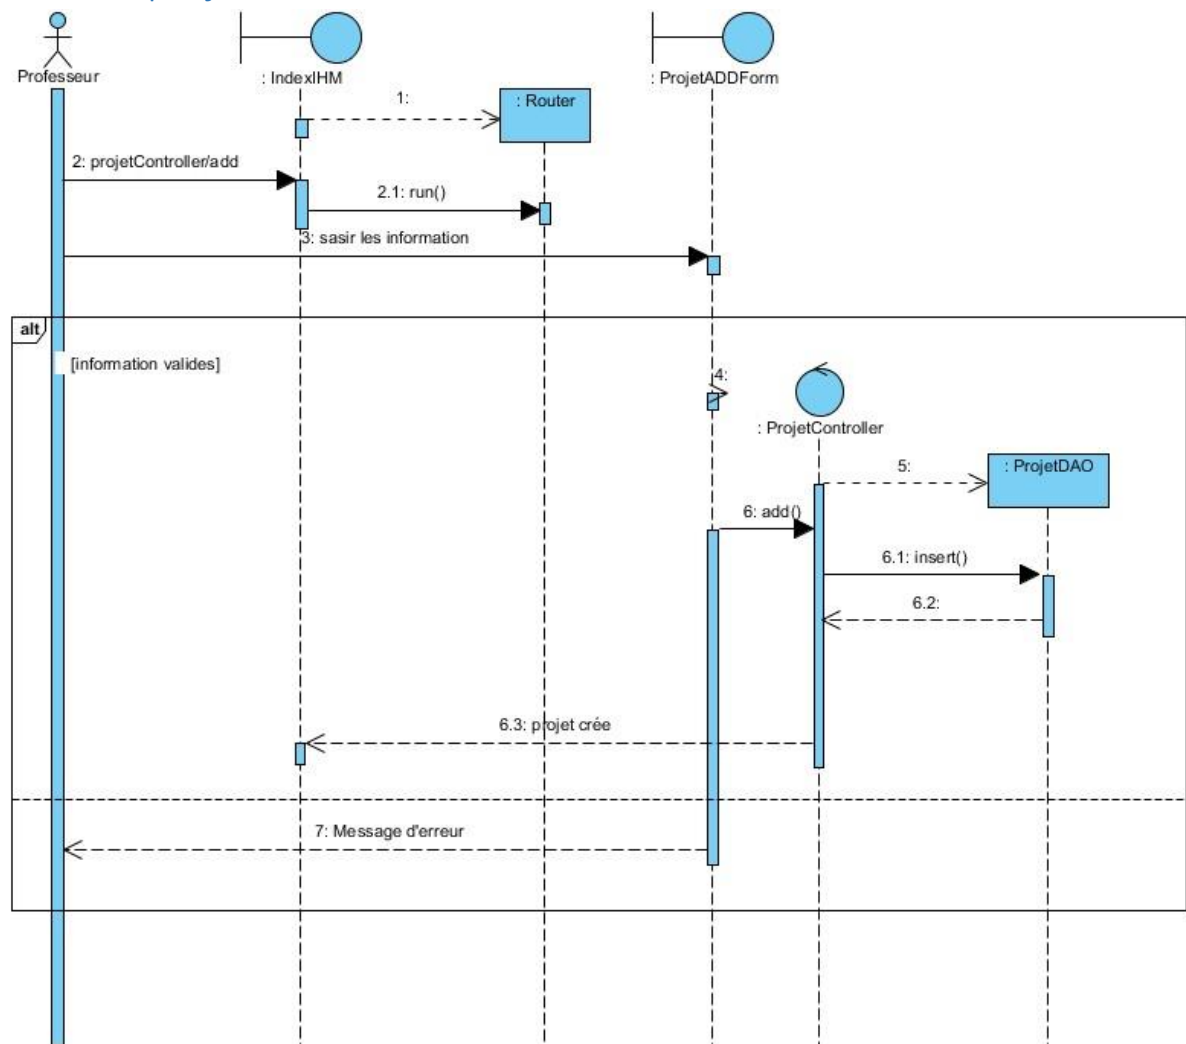 Professeur
: IndexIHM
: ProjetADDForm
1:
: Router
2: projetController/add
2.1: run()
3: sasir les information
alt
[information valides]
4:
: ProjetController
5:
: ProjetDAO
6: add()
6.1: insert()
6.2:
6.3: projet crée
7: Message d'erreur